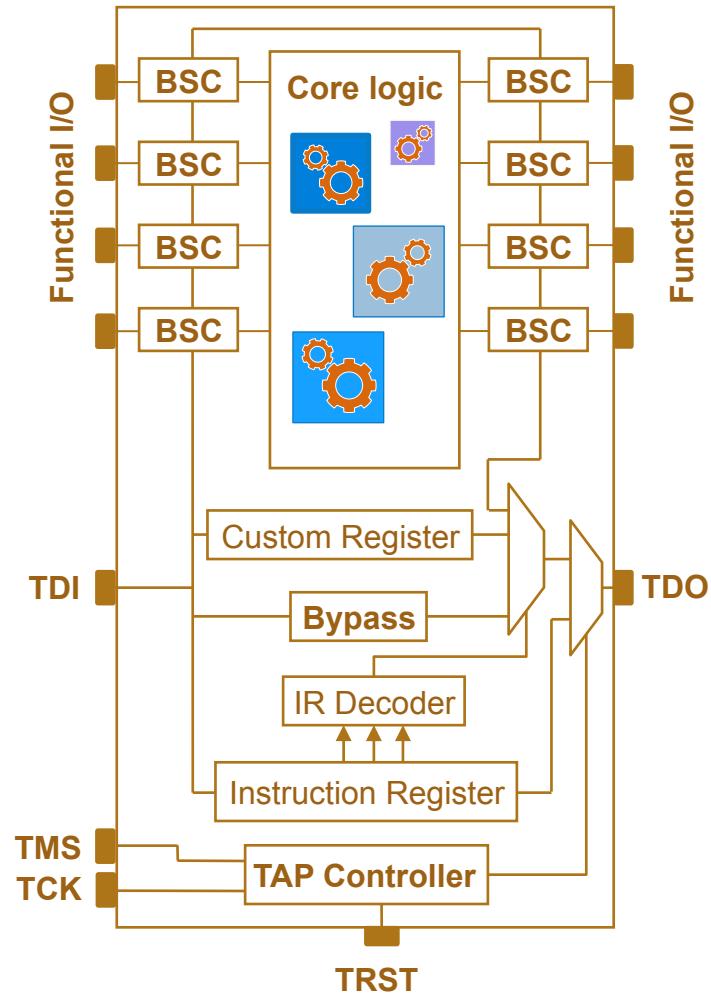 BSC
BSC
Core logic
Functional I/O
BSC
BSC
Functional I/O
BSC
BSC
BSC
BSC
Custom Register
TDI
TDO
Bypass
IR Decoder
Instruction Register
TMS
TAP Controller
TCK
TRST